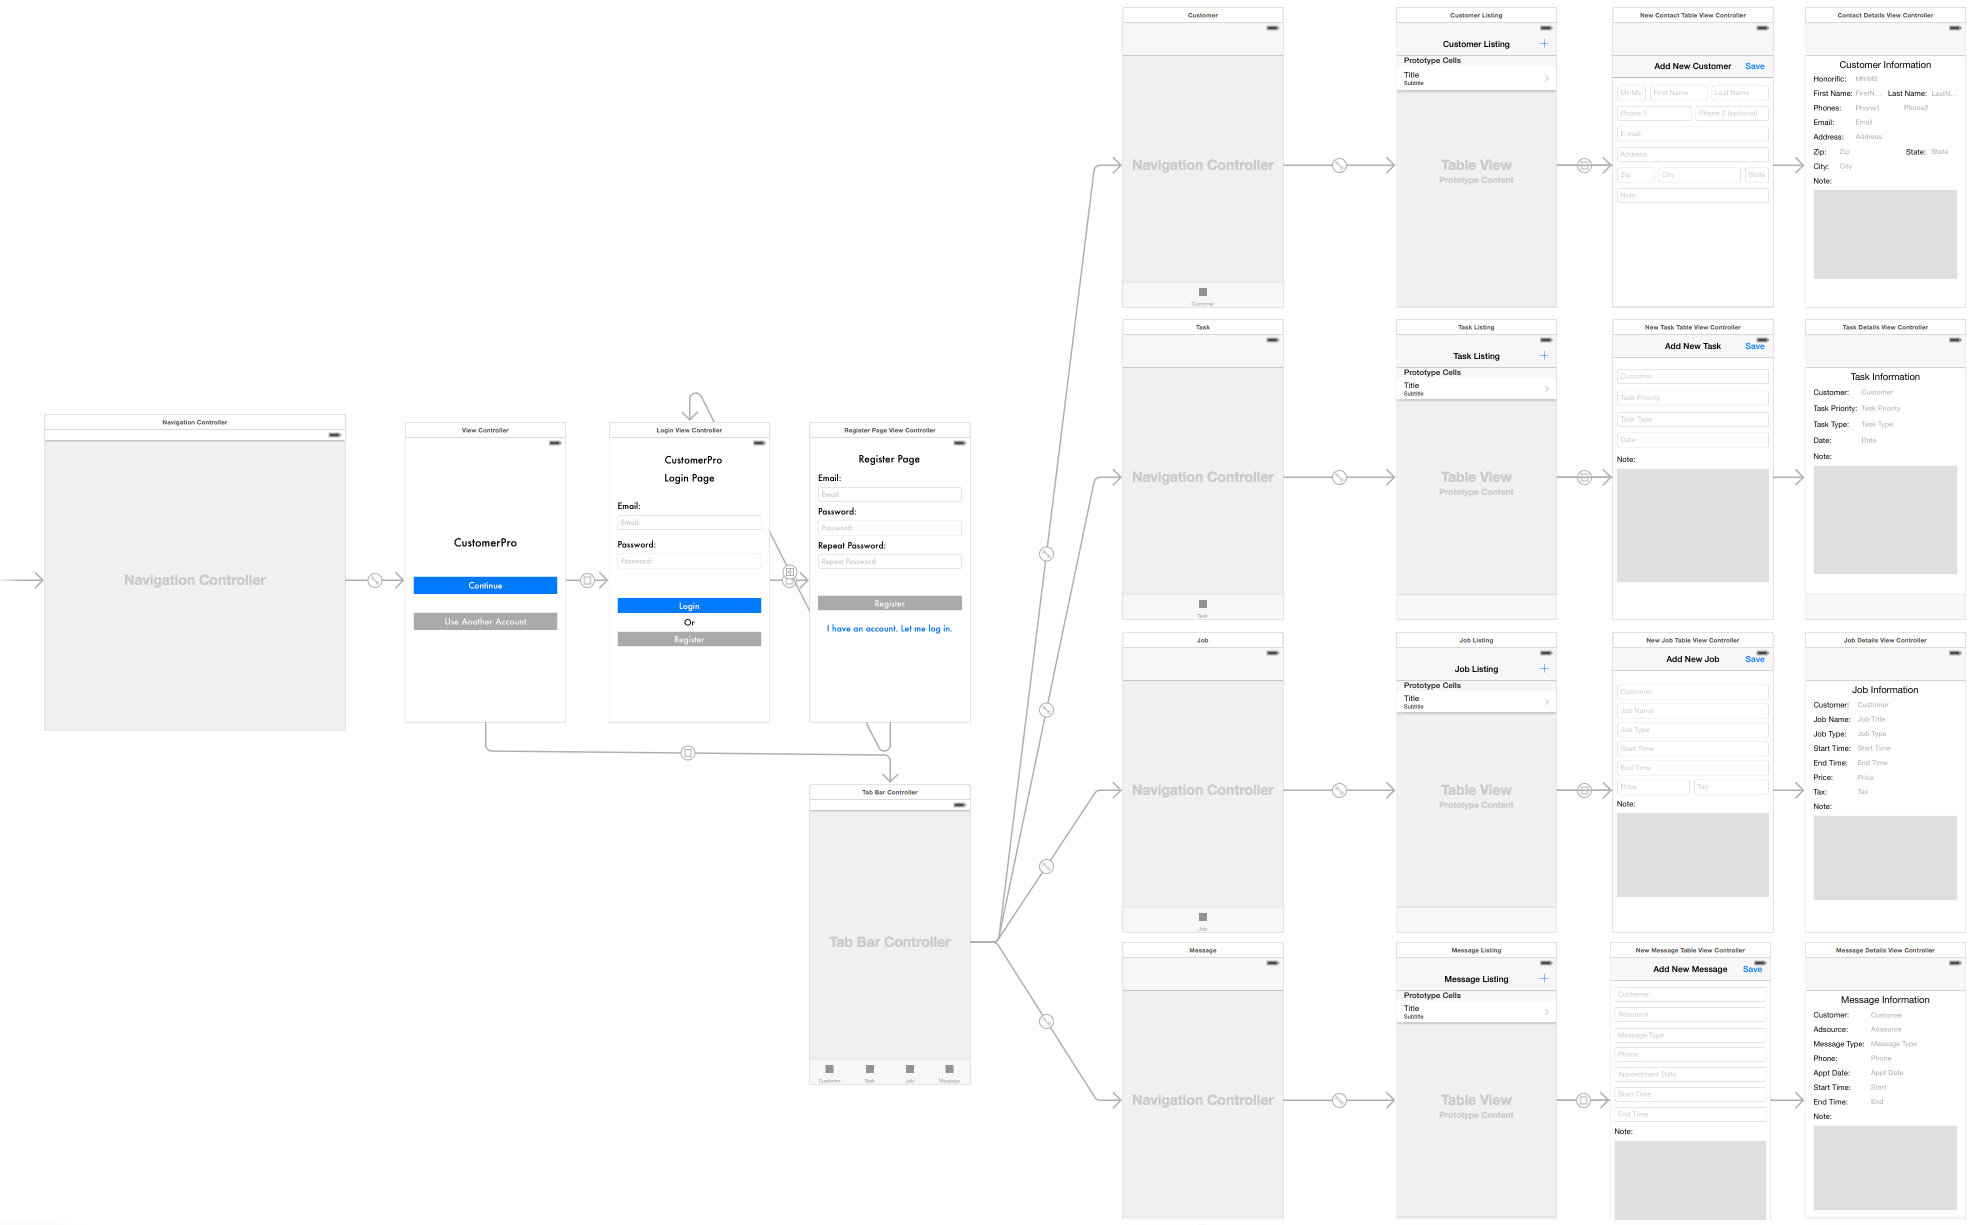 Navigation Controller
Navigation Controller
View Controller
CustomerPro
Continue
Use Another Account
Login View Controller
CustomerPro
Login Page
Email:
Email:
Password:
Password:
Login
Or
Register
Register Page View Controller
Register Page
Email:
Email:
Password:
Password:
Repeat Password:
Repeat Password:
Register
I have an account. Let me log in.
Tab Bar Controller
Tab Bar Controller
Customer Task Job Message
Customer
Navigation Controller
Customer
Customer Listing
Customer Listing +
Prototype Cells
Title
Subtitle
Table View
Prototype Content
New Contact Table View Controller
Add New Customer Save
Mr/Ms First Name Last Name
Phone 1 Phone 2 (optional)
E-mail
Address
Zip City State
Note
Contact Details View Controller
Customer Information
Honorific: MR/MS
First Name: FirstN... Last Name: LastN...
Phones: Phone1 Phone2
Email: Email
Address: Address
Zip: Zip State: State
City: City
Note:
Task
Navigation Controller
Task
Task Listing
Task Listing +
Prototype Cells
Title
Subtitle
Table View
Prototype Content
New Task Table View Controller
Add New Task Save
Customer
Task Priority
Task Type
Date
Note:
Task Details View Controller
Task Information
Customer: Customer
Task Priority: Task Priority
Task Type: Task Type
Date: Date
Note:
Job
Navigation Controller
Job
Job Listing
Job Listing +
Prototype Cells
Title
Subtitle
Table View
Prototype Content
New Job Table View Controller
Add New Job Save
Customer
Job Name
Job Type
Start Time
End Time
Price Tax
Note:
Job Details View Controller
Job Information
Customer: Customer
Job Name: Job Title
Job Type: Job Type
Start Time: Start Time
End Time: End Time
Price: Price
Tax: Tax
Note:
Message
Navigation Controller
Message Listing
Message Listing +
Prototype Cells
Title
Subtitle
Table View
Prototype Content
New Message Table View Controller
Add New Message Save
Customer
Adsource
Message Type
Phone
Appointment Date
Start Time
End Time
Note:
Message Details View Controller
Message Information
Customer: Customer
Adsource: Adsource
Message Type: Message Type
Phone: Phone
Appt Date: Appt Date
Start Time: Start
End Time: End
Note: